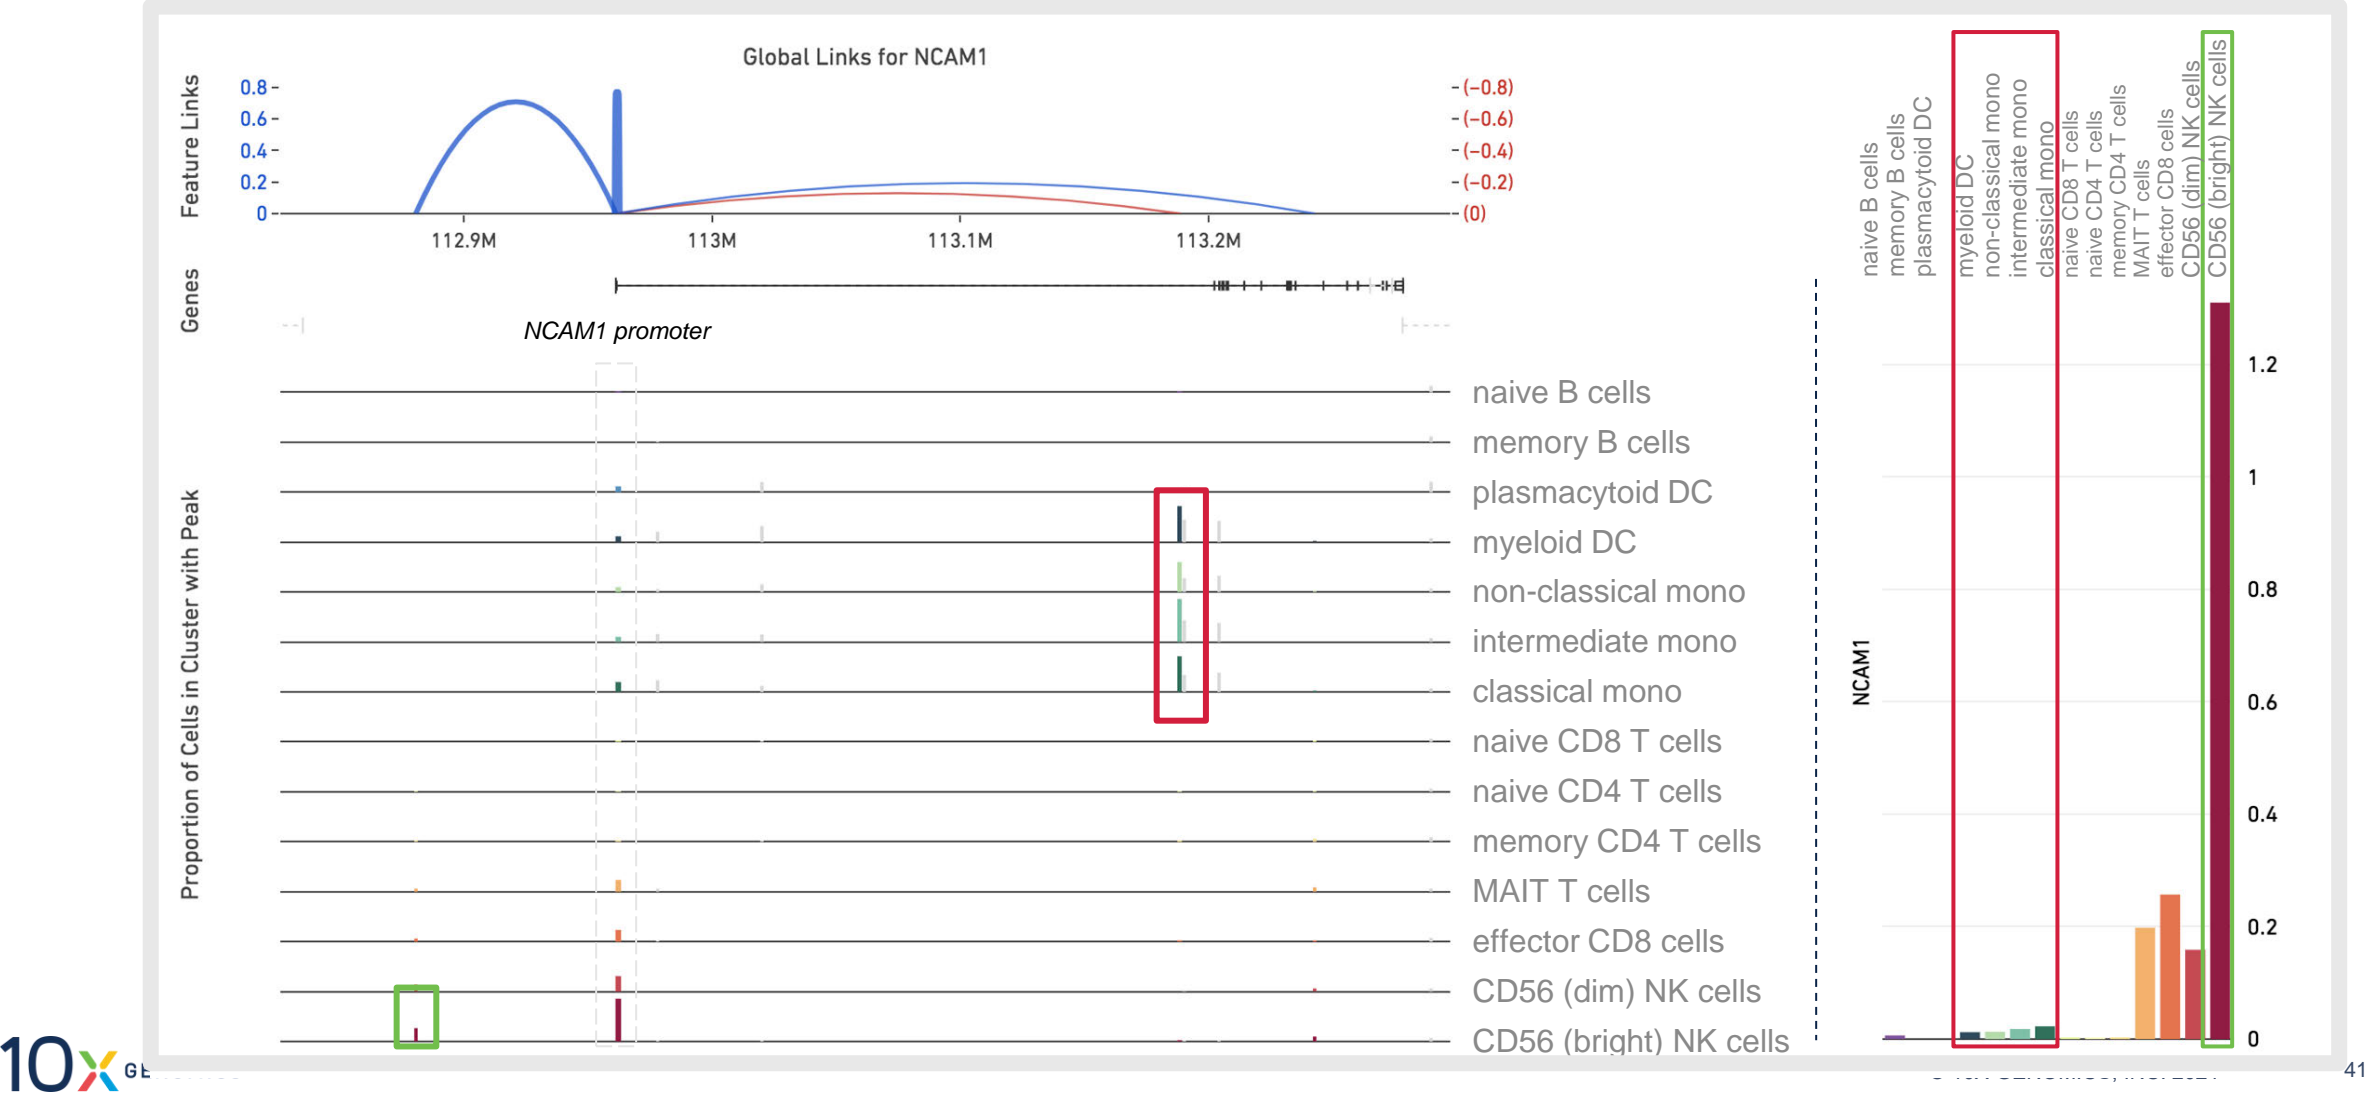 Global Links for NCAM1
Feature Links
0.8
0.6
0.4
0.2
0
(-0.8)
(-0.6)
(-0.4)
(-0.2)
(0)
112.9M
113M
113.1M
113.2M
Genes
NCAM1 promoter
Proportion of Cells in Cluster with Peak
naive B cells
memory B cells
plasmacytoid DC
myeloid DC
non-classical mono
intermediate mono
classical mono
naive CD8 T cells
naive CD4 T cells
memory CD4 T cells
MAIT T cells
effector CD8 cells
CD56 (dim) NK cells
CD56 (bright) NK cells
naive B cells
memory B cells
plasmacytoid DC
myeloid DC
non-classical mono
intermediate mono
classical mono
naive CD8 T cells
naive CD4 T cells
memory CD4 T cells
MAIT T cells
effector CD8 cells
CD56 (dim) NK cells
CD56 (bright) NK cells
NCAM1
1.2
1
0.8
0.6
0.4
0.2
0
10x
41